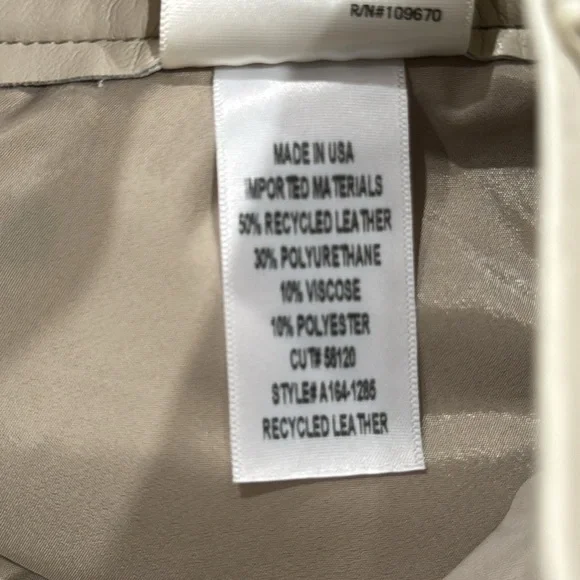 R/N#109670
MADE IN USA
IMPORTED MATERIALS
50% RECYCLED LEATHER
30% POLYURETHANE
10% VISCOSE
10% POLYESTER
CUT# 58120
STYLE# A164-1285
RECYCLED LEATHER